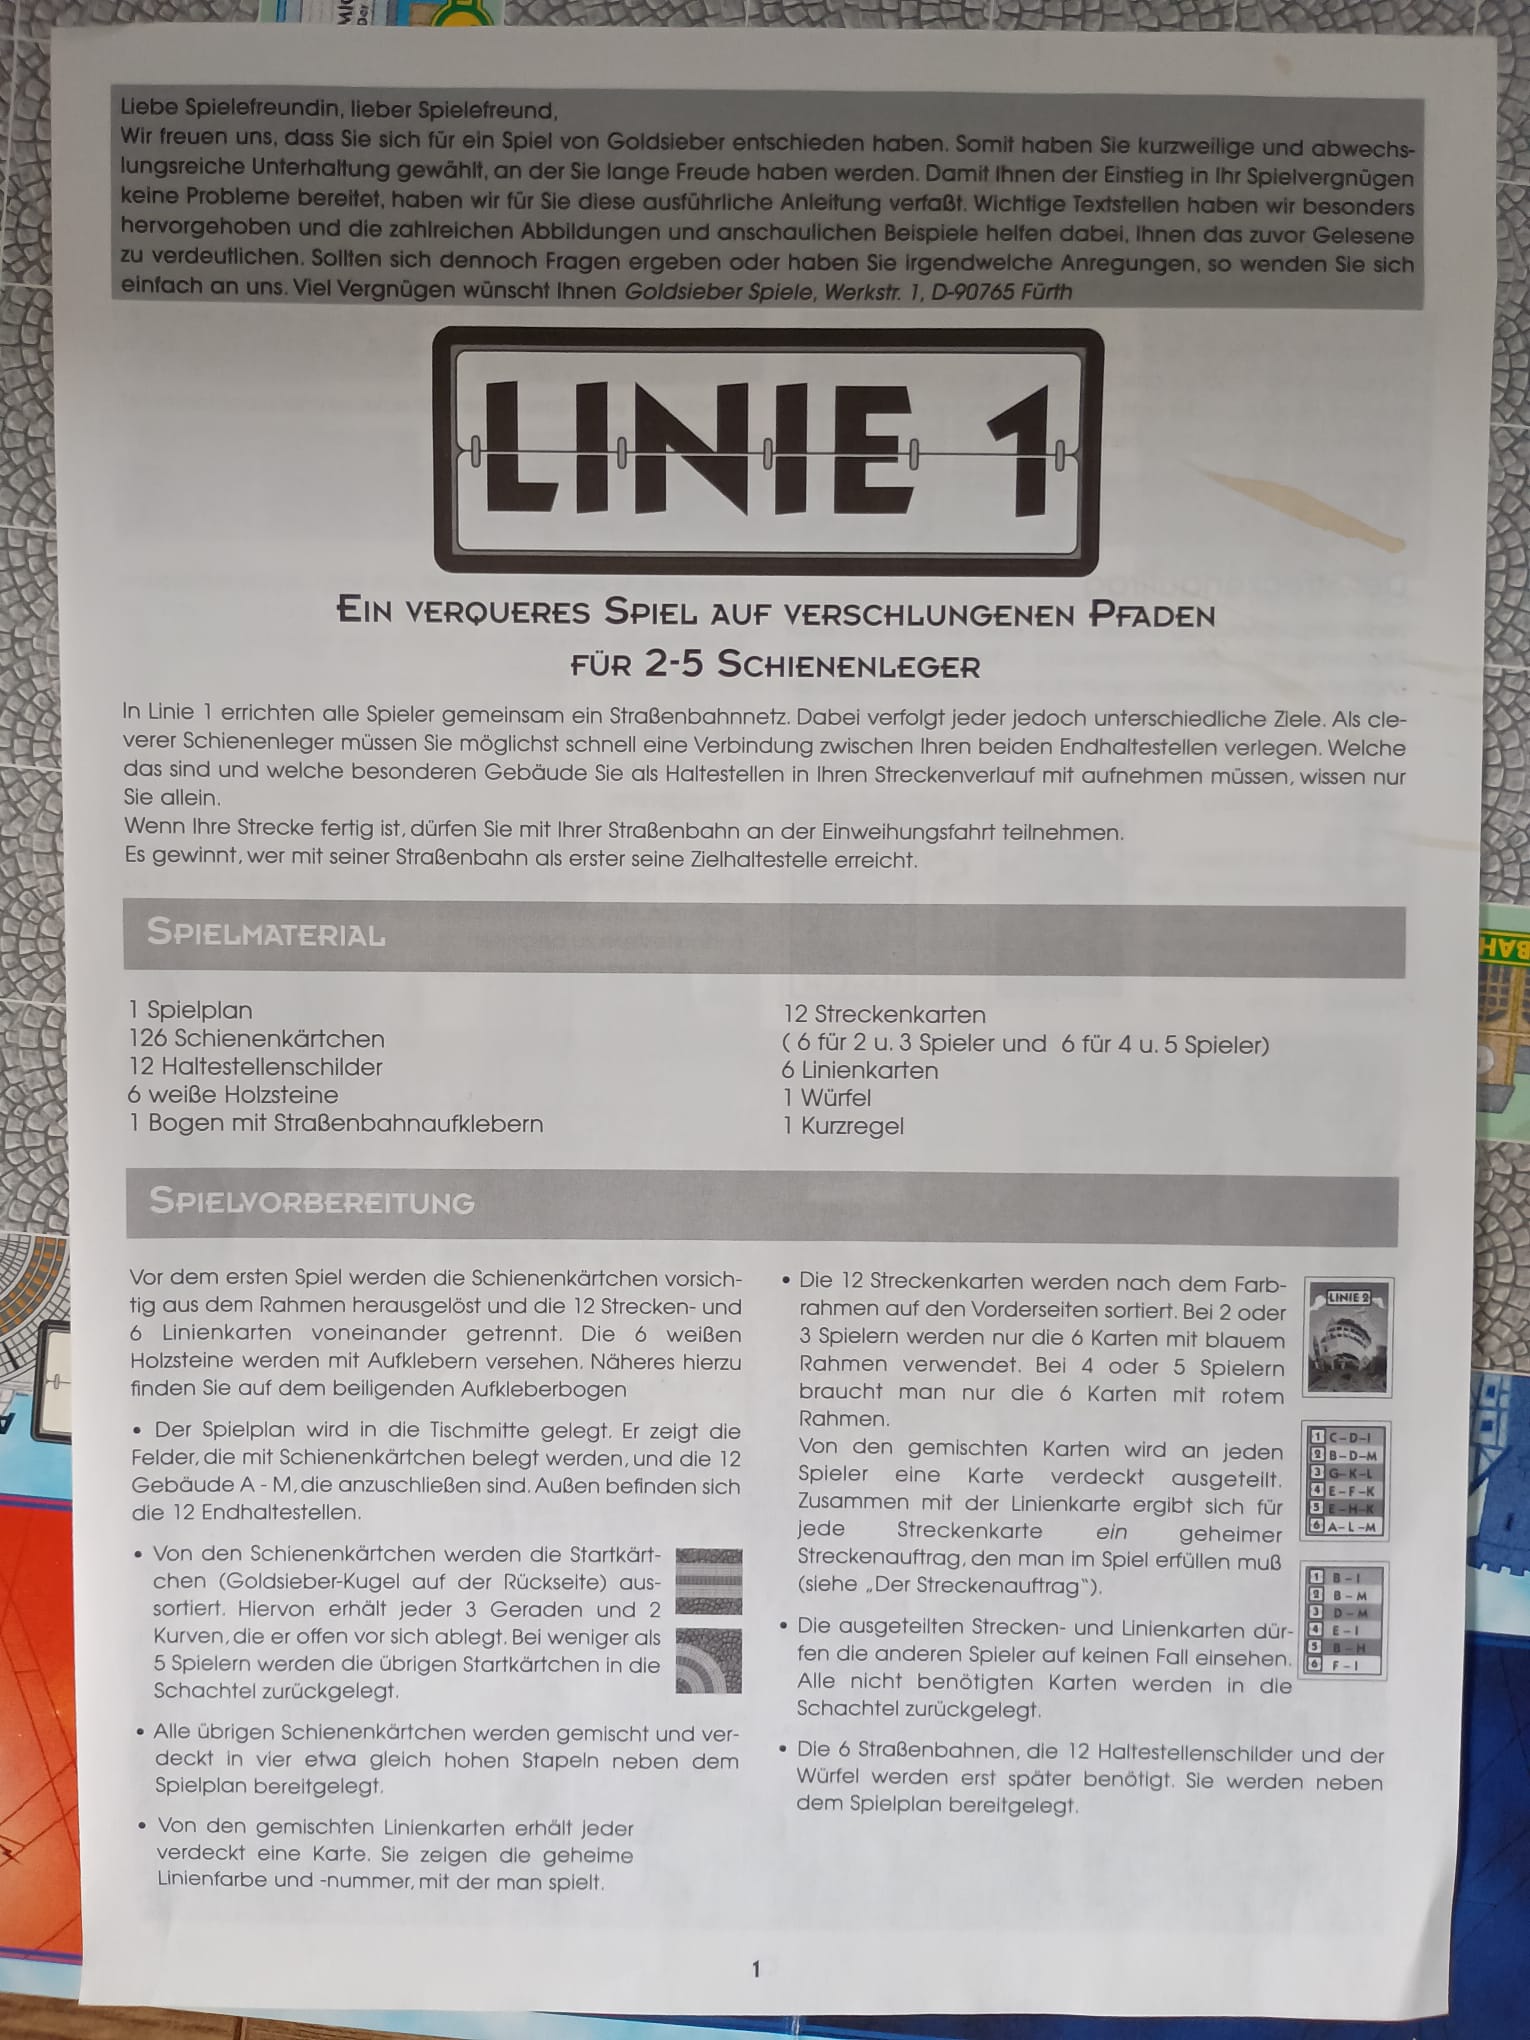 Liebe Spielefreundin, lieber Spielefreund,
Wir freuen uns, dass Sie sich für ein Spiel von Goldsieber entschieden haben. Somit haben Sie kurzweilige und abwechs-
lungsreiche Unterhaltung gewählt, an der Sie lange Freude haben werden. Damit Ihnen der Einstieg in Ihr Spielvergnügen
keine Probleme bereitet, haben wir für Sie diese ausführliche Anleitung verfaßt. Wichtige Textstellen haben wir besonders
hervorgehoben und die zahlreichen Abbildungen und anschaulichen Beispiele helfen dabei, Ihnen das zuvor Gelesene
zu verdeutlichen. Sollten sich dennoch Fragen ergeben oder haben Sie irgendwelche Anregungen, so wenden Sie sich
einfach an uns. Viel Vergnügen wünscht Ihnen Goldsieber Spiele, Werkstr. 1, D-90765 Fürth
LINIE 1
EIN VERQUERES SPIEL AUF VERSCHLUNGENEN PFADEN
FÜR 2-5 SCHIENENLEGER
In Linie 1 errichten alle Spieler gemeinsam ein Straßenbahnnetz. Dabei verfolgt jeder jedoch unterschiedliche Ziele. Als cle-
verer Schienenleger müssen Sie möglichst schnell eine Verbindung zwischen Ihren beiden Endhaltestellen verlegen. Welche
das sind und welche besonderen Gebäude Sie als Haltestellen in Ihren Streckenverlauf mit aufnehmen müssen, wissen nur
Sie allein.
Wenn Ihre Strecke fertig ist, dürfen Sie mit Ihrer Straßenbahn an der Einweihungsfahrt teilnehmen.
Es gewinnt, wer mit seiner Straßenbahn als erster seine Zielhaltestelle erreicht.
SPIELMATERIAL
1 Spielplan
126 Schienenkärtchen
12 Haltestellenschilder
6 weiße Holzsteine
1 Bogen mit Straßenbahnaufklebern
12 Streckenkarten
( 6 für 2 u. 3 Spieler und 6 für 4 u. 5 Spieler)
6 Linienkarten
1 Würfel
1 Kurzregel
SPIELVORBEREITUNG
Vor dem ersten Spiel werden die Schienenkärtchen vorsich-
tig aus dem Rahmen herausgelöst und die 12 Strecken- und
6 Linienkarten voneinander getrennt. Die 6 weißen
Holzsteine werden mit Aufklebern versehen. Näheres hierzu
finden Sie auf dem beiligenden Aufkleberbogen
• Der Spielplan wird in die Tischmitte gelegt. Er zeigt die
Felder, die mit Schienenkärtchen belegt werden, und die 12
Gebäude A - M, die anzuschließen sind. Außen befinden sich
die 12 Endhaltestellen.
• Von den Schienenkärtchen werden die Startkärt-
chen (Goldsieber-Kugel auf der Rückseite) aus-
sortiert. Hiervon erhält jeder 3 Geraden und 2
Kurven, die er offen vor sich ablegt. Bei weniger als
5 Spielern werden die übrigen Startkärtchen in die
Schachtel zurückgelegt.
• Alle übrigen Schienenkärtchen werden gemischt und ver-
deckt in vier etwa gleich hohen Stapeln neben dem
Spielplan bereitgelegt.
• Von den gemischten Linienkarten erhält jeder
verdeckt eine Karte. Sie zeigen die geheime
Linienfarbe und -nummer, mit der man spielt.
• Die 12 Streckenkarten werden nach dem Farb-
rahmen auf den Vorderseiten sortiert. Bei 2 oder
3 Spielern werden nur die 6 Karten mit blauem
Rahmen verwendet. Bei 4 oder 5 Spielern
braucht man nur die 6 Karten mit rotem
Rahmen.
Von den gemischten Karten wird an jeden
Spieler eine Karte verdeckt ausgeteilt.
Zusammen mit der Linienkarte ergibt sich für
jede Streckenkarte ein geheimer
Streckenauftrag, den man im Spiel erfüllen muß
(siehe „Der Streckenauftrag").
• Die ausgeteilten Strecken- und Linienkarten dür-
fen die anderen Spieler auf keinen Fall einsehen.
Alle nicht benötigten Karten werden in die
Schachtel zurückgelegt.
• Die 6 Straßenbahnen, die 12 Haltestellenschilder und der
Würfel werden erst später benötigt. Sie werden neben
dem Spielplan bereitgelegt.
LINIE 2
1 C-D-I
2 B-D-M
3 G-K-L
4 E-F-K
5 E-H-K
6 A-L-M
1 B-I
2 B-M
3 D-M
4 E-I
5 B-H
6 F-I
1